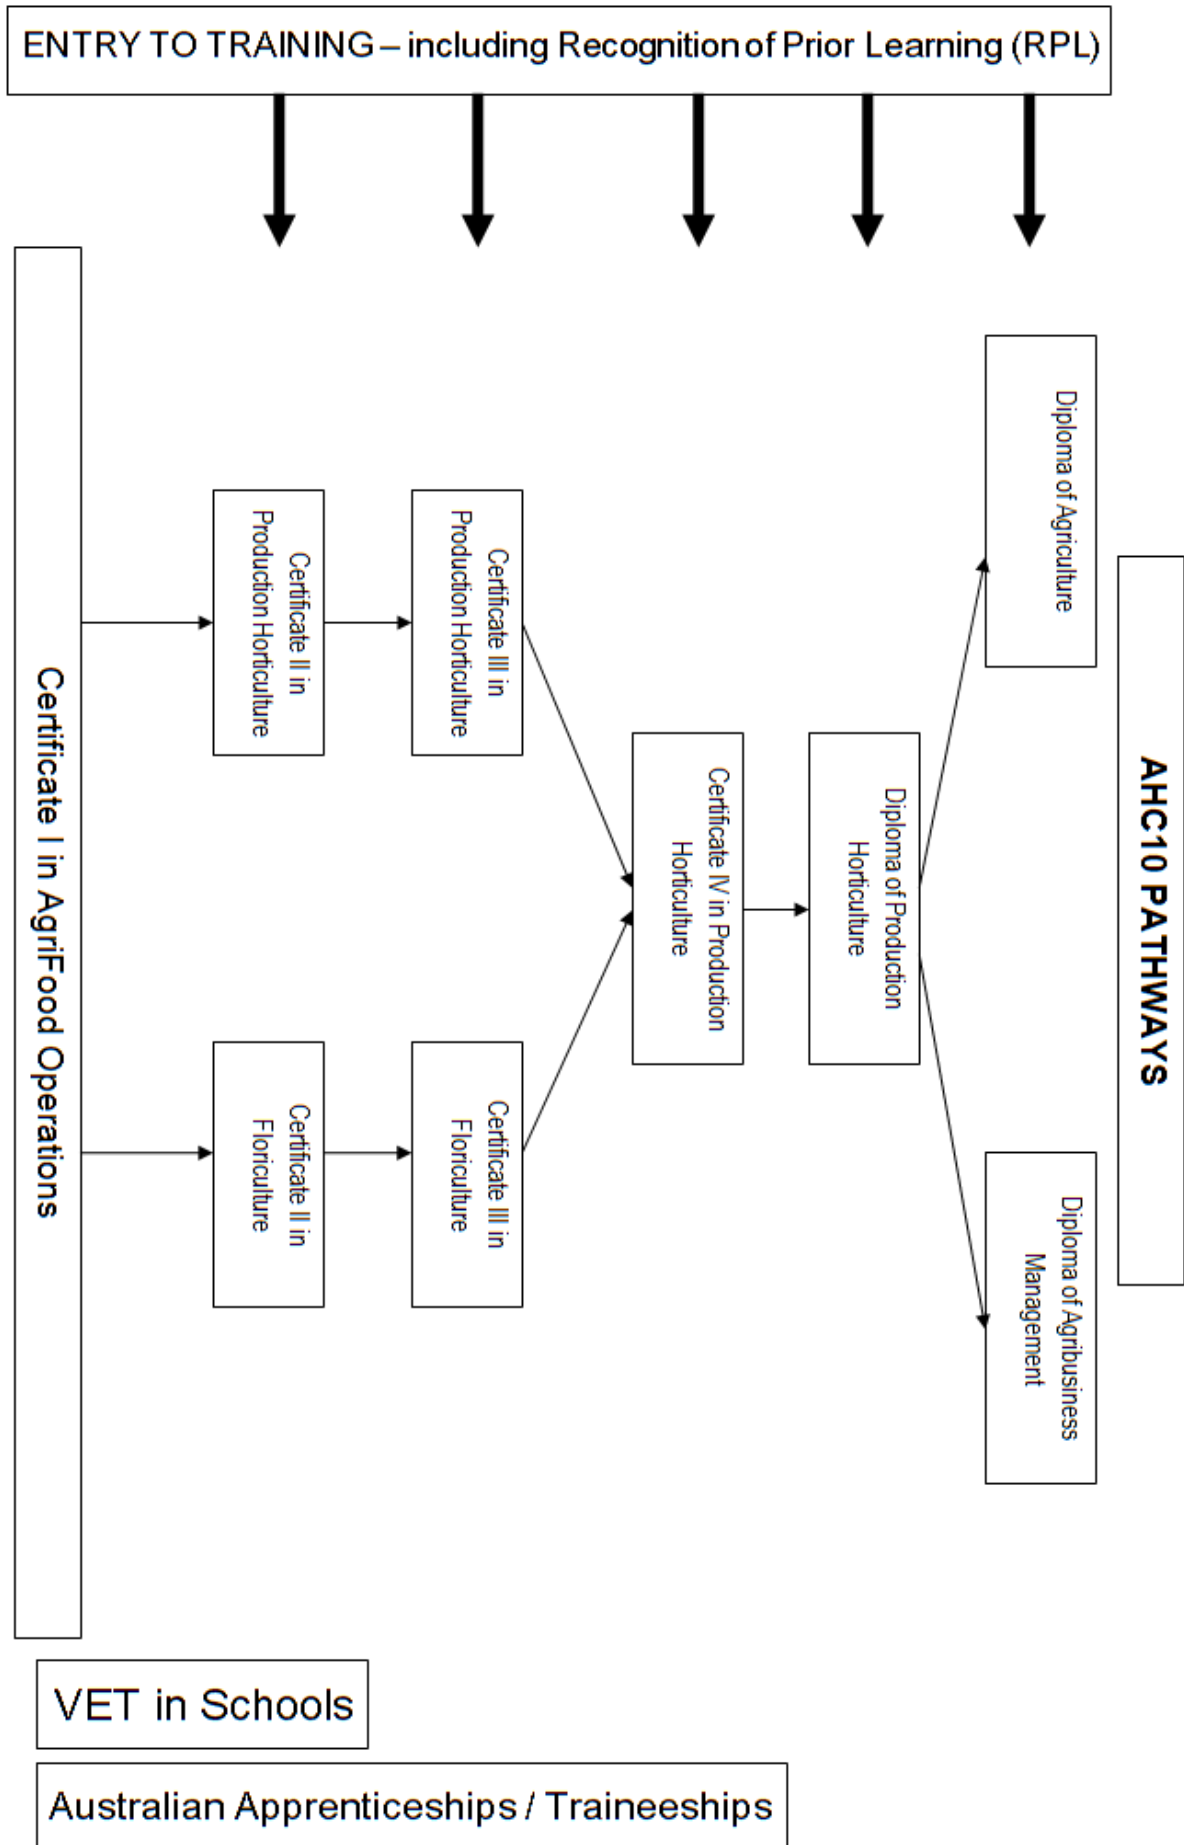 ENTRY TO TRAINING – including Recognition of Prior Learning (RPL)
AHC10 PATHWAYS
Diploma of Agriculture
Diploma of Agribusiness
Management
Diploma of Production
Horticulture
Certificate IV in Production
Horticulture
Certificate III in
Production Horticulture
Certificate III in
Floriculture
Certificate II in
Production Horticulture
Certificate II in
Floriculture
Certificate I in AgriFood Operations
VET in Schools
Australian Apprenticeships / Traineeships